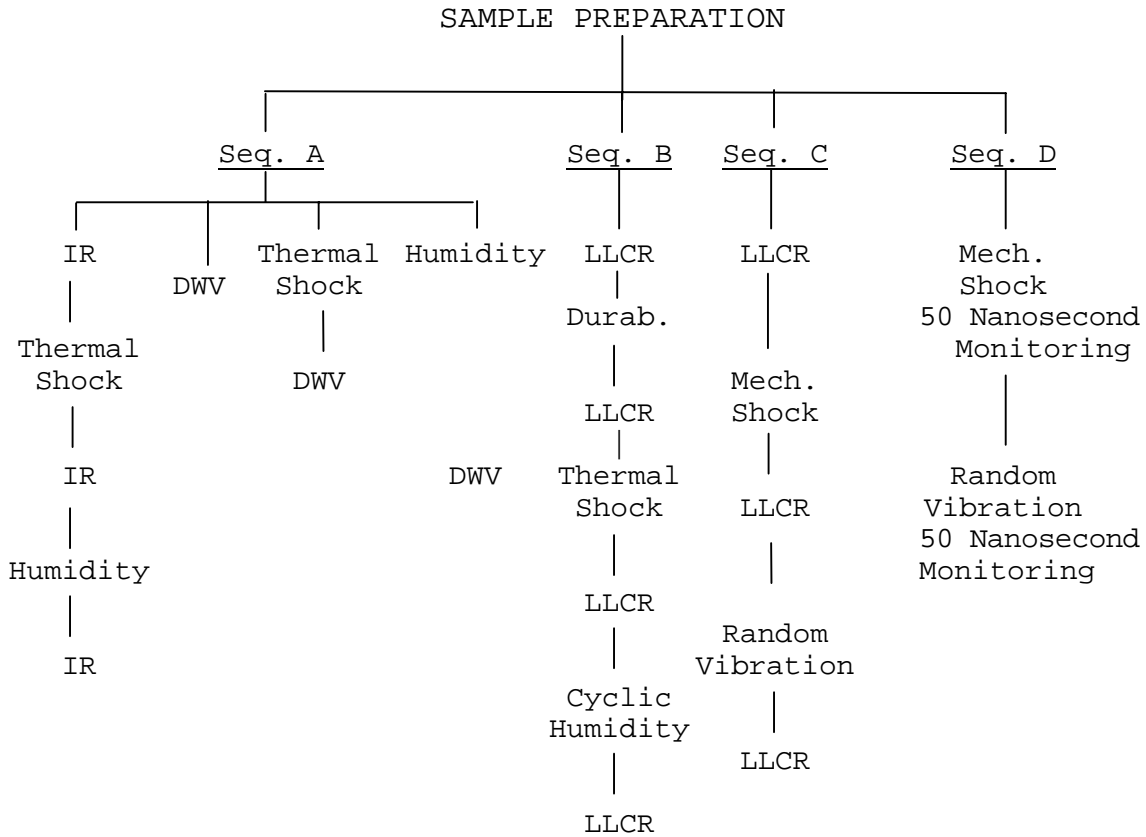 SAMPLE PREPARATION
Seq. A
Seq. B
Seq. C
Seq. D
IR
Thermal
Shock
IR
Humidity
IR
DWV
Thermal
Shock
DWV
Humidity
DWV
LLCR
Durab.
LLCR
Thermal
Shock
LLCR
Cyclic
Humidity
LLCR
LLCR
Mech.
Shock
LLCR
Random
Vibration
LLCR
Mech.
Shock
50 Nanosecond
Monitoring
Random
Vibration
50 Nanosecond
Monitoring